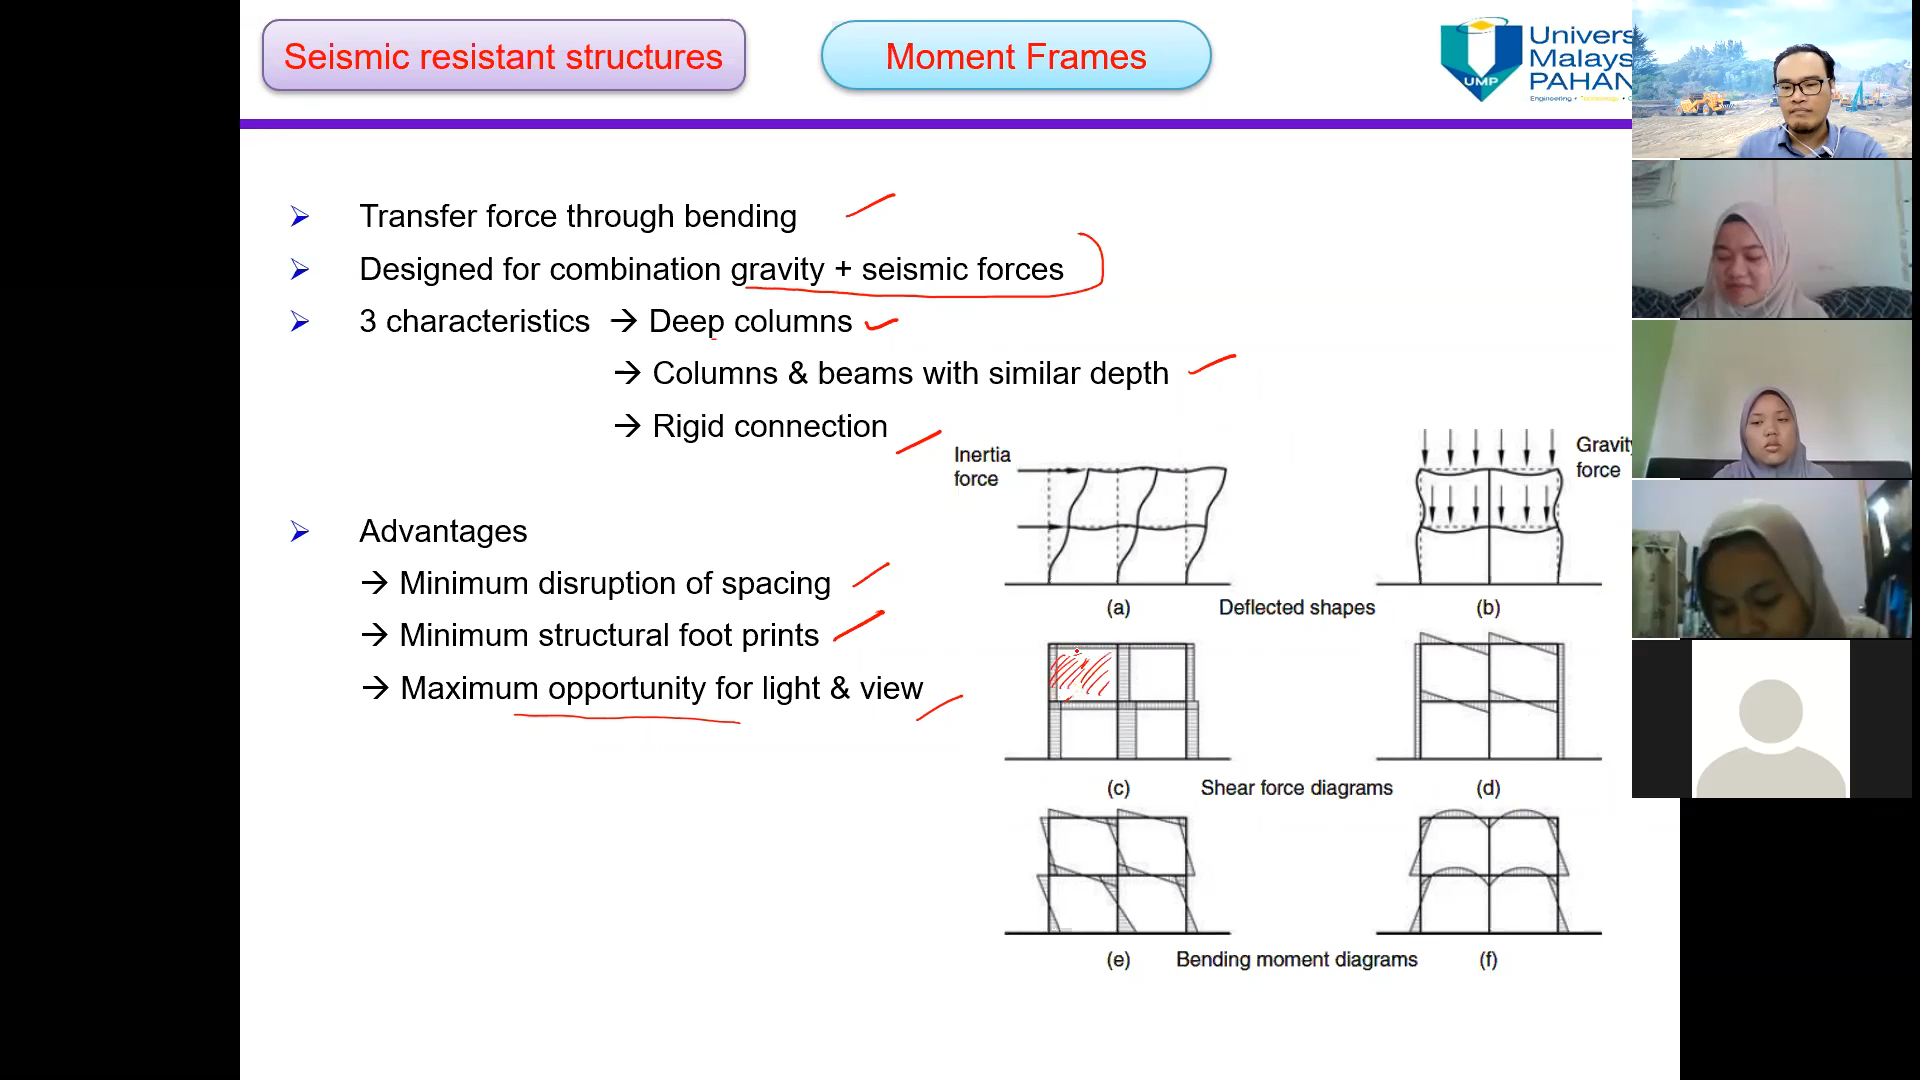 Seismic resistant structures
Moment Frames
Univers
Malays
PAHAN
UMP
➢ Transfer force through bending
➢ Designed for combination gravity + seismic forces
➢ 3 characteristics → Deep columns
→ Columns & beams with similar depth
→ Rigid connection
➢ Advantages
→ Minimum disruption of spacing
→ Minimum structural foot prints
→ Maximum opportunity for light & view
Inertia
force
Gravity
force
(a) Deflected shapes (b)
(c) Shear force diagrams (d)
(e) Bending moment diagrams (f)